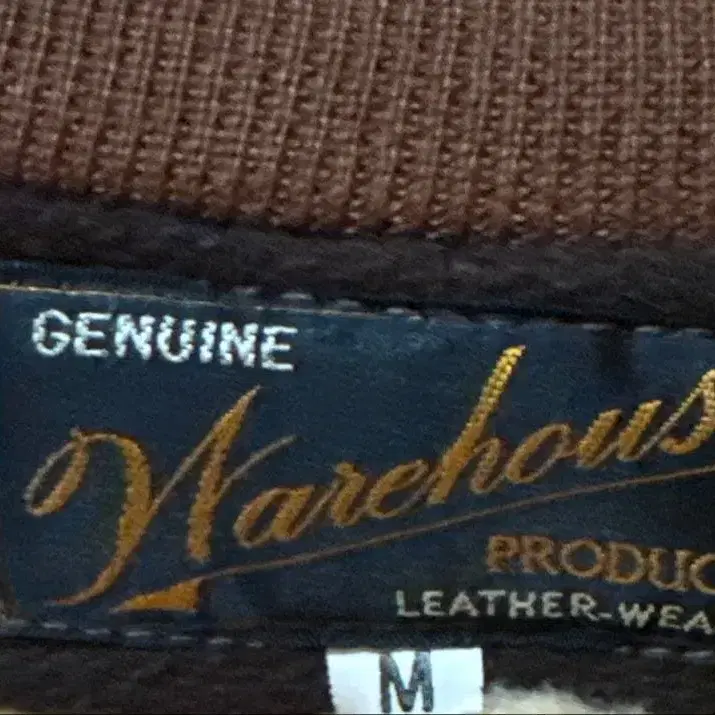 GENUINE
Warehous
PRODUC
LEATHER-WEA
M